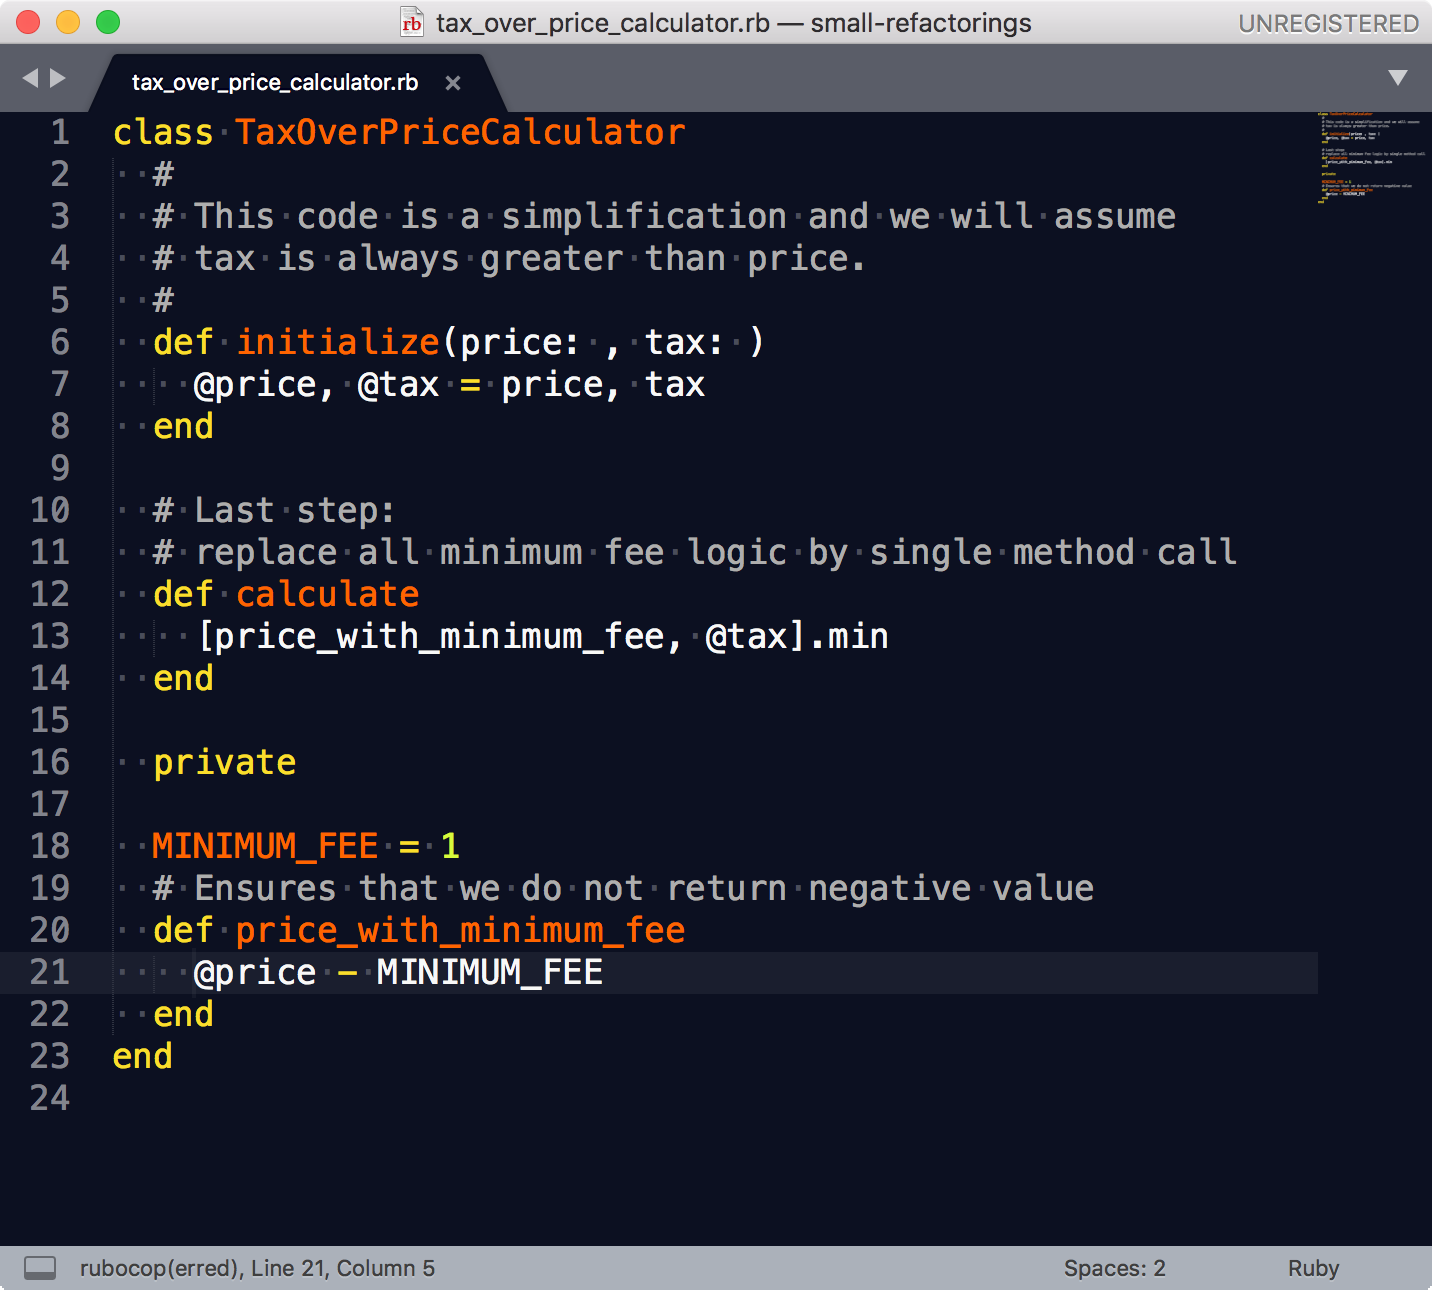 rb tax_over_price_calculator.rb — small-refactorings UNREGISTERED
tax_over_price_calculator.rb ×
1 class TaxOverPriceCalculator
2   #
3   # This code is a simplification and we will assume
4   # tax is always greater than price.
5   #
6   def initialize(price: , tax: )
7     @price, @tax = price, tax
8   end
9
10   # Last step:
11   # replace all minimum fee logic by single method call
12   def calculate
13     [price_with_minimum_fee, @tax].min
14   end
15
16   private
17
18   MINIMUM_FEE = 1
19   # Ensures that we do not return negative value
20   def price_with_minimum_fee
21     @price - MINIMUM_FEE
22   end
23 end
24
rubocop(erred), Line 21, Column 5 Spaces: 2 Ruby